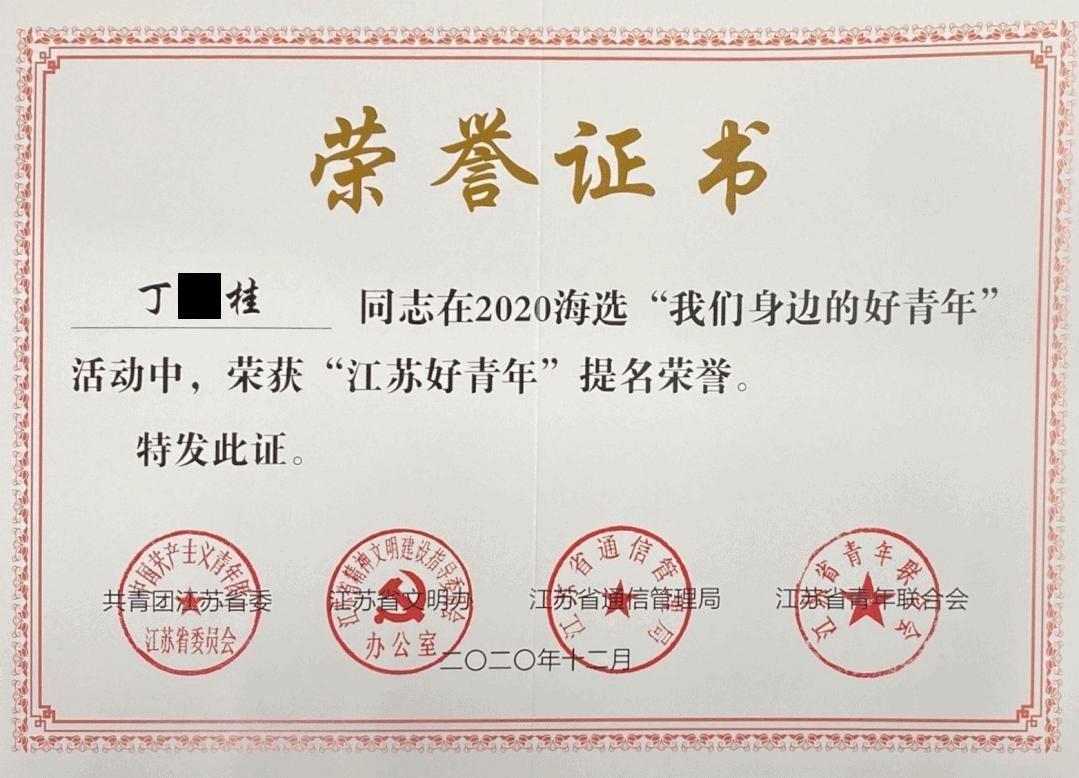 荣誉证书
丁 桂 同志在2020海选“我们身边的好青年”
活动中，荣获“江苏好青年”提名荣誉。
特发此证。
共青团江苏省委 江苏省文明办 江苏省通信管理局 江苏省青年联合会
中国共产主义青年团
江苏省委员会
江苏省精神文明建设指导委员会
办公室
江苏省通信管理局
江苏省青年联合会
二〇二〇年十二月